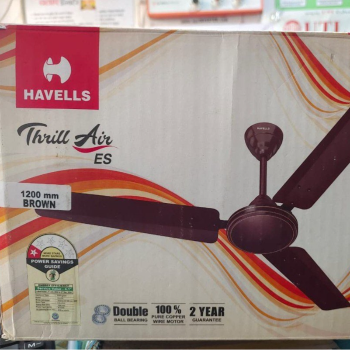 HAVELLS
Thrill Air
ES
1200 mm
BROWN
HAVELLS
POWER SAVINGS
GUIDE
8 Double
BALL BEARING
100 %
PURE COPPER
WIRE MOTOR
2 YEAR
GUARANTEE